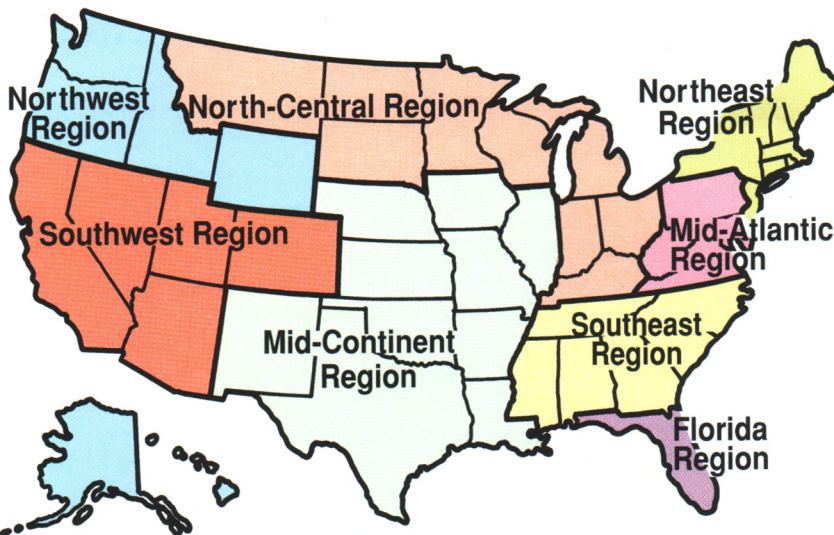 Northwest
Region
North-Central Region
Northeast
Region
Southwest Region
Mid-Atlantic
Region
Mid-Continent
Region
Southeast
Region
Florida
Region